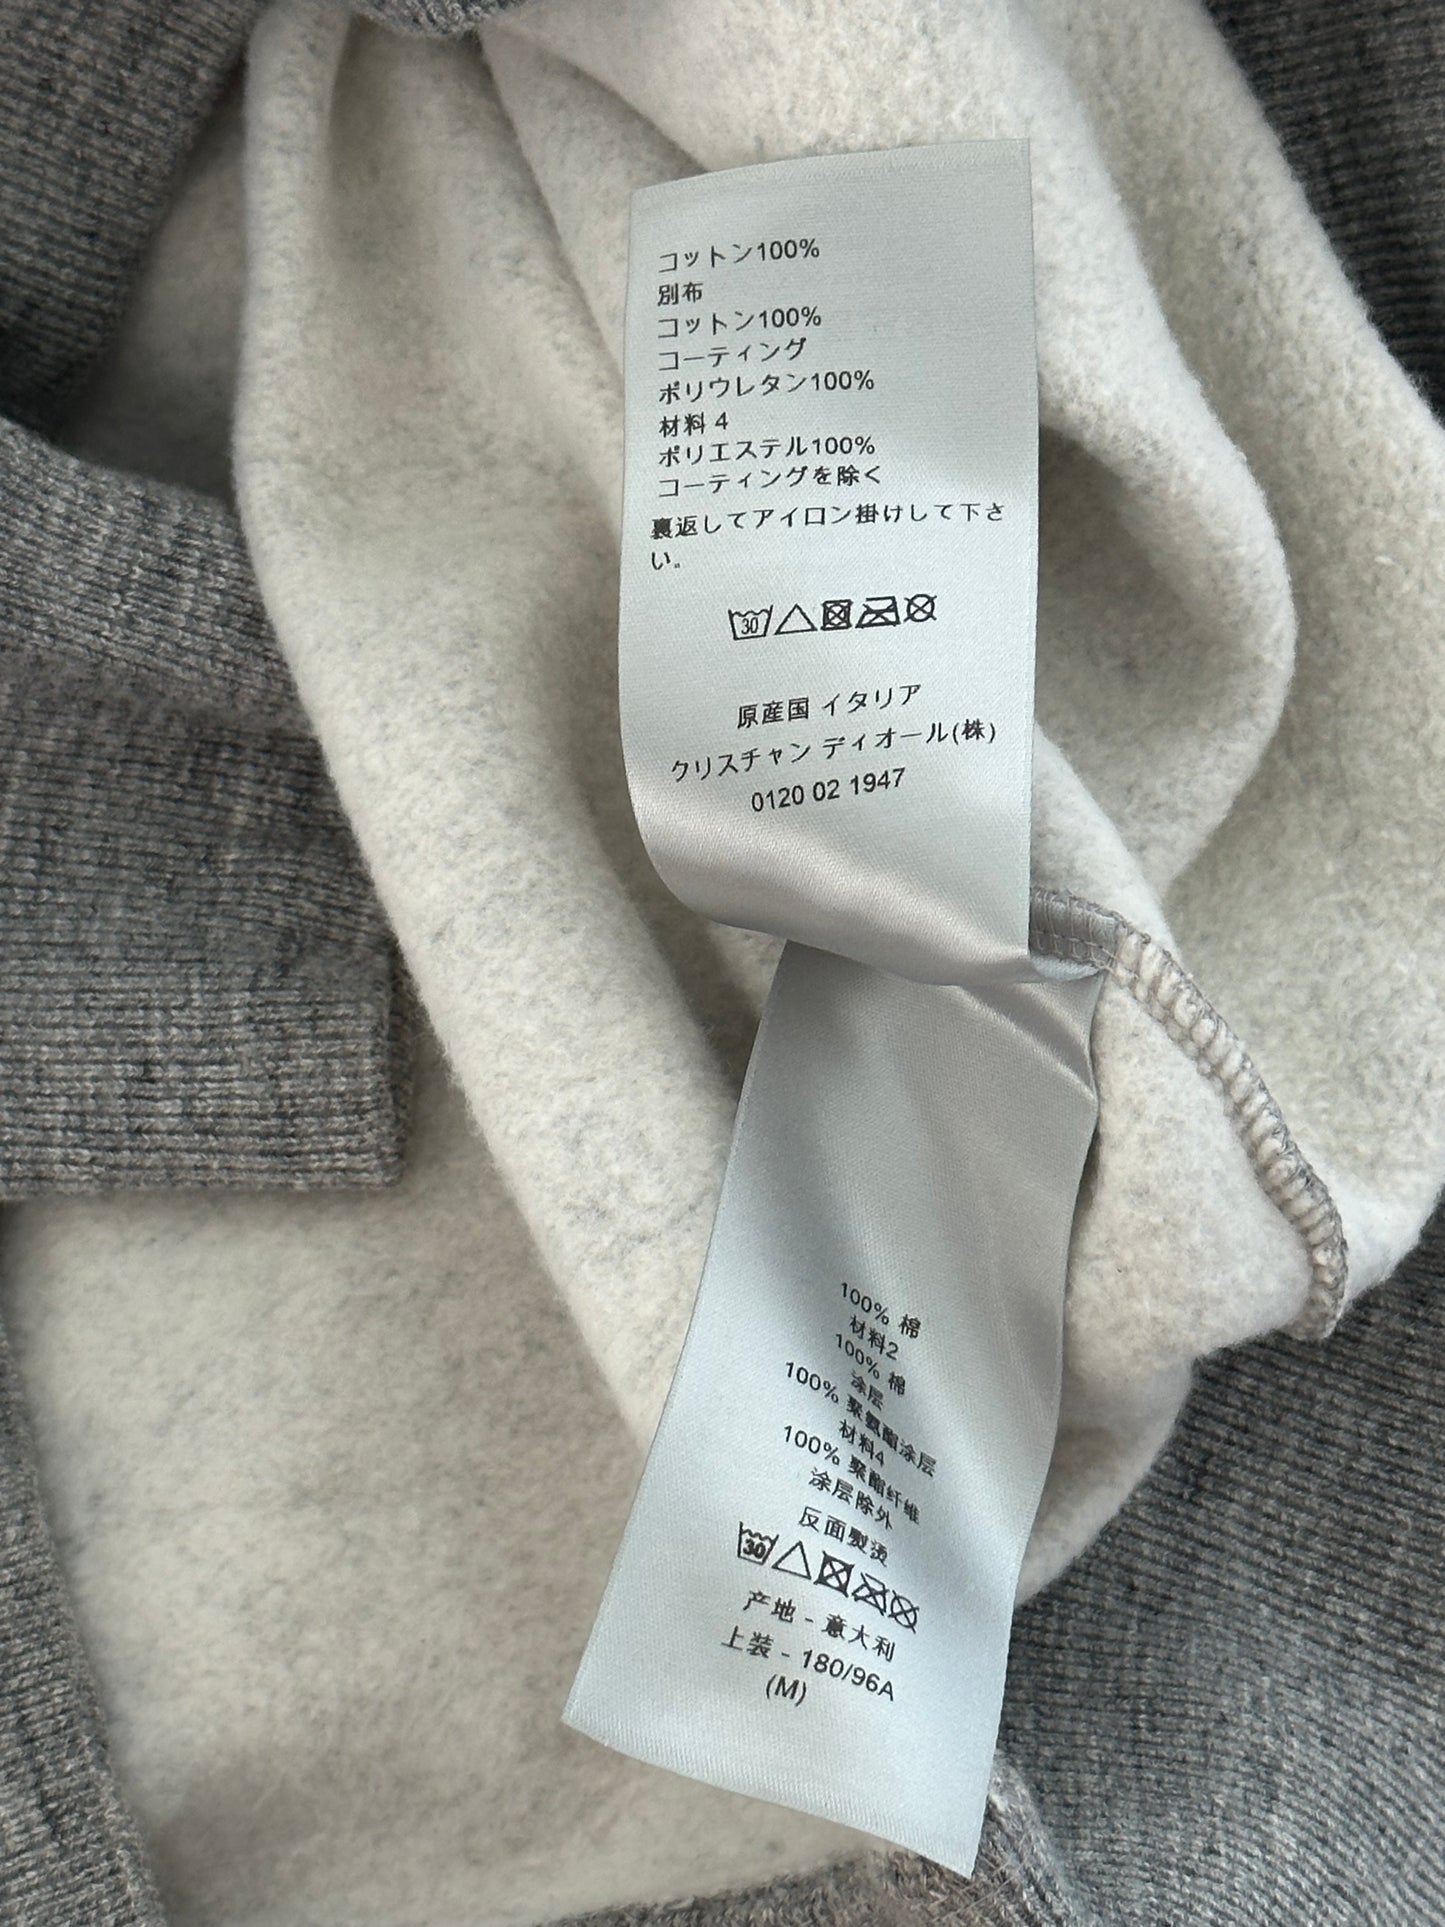 コットン100%
別布
コットン100%
コーティング
ポリウレタン100%
材料 4
ポリエステル100%
コーティングを除く
裏返してアイロン掛けして下さ
い。
30
原産国 イタリア
クリスチャン ディオール(株)
0120 02 1947
100% 棉
材料2
100% 棉
涂层
100% 聚氨酯涂层
材料4
100% 聚酯纤维
涂层除外
反面熨烫
30
产地 - 意大利
上装 - 180/96A
(M)